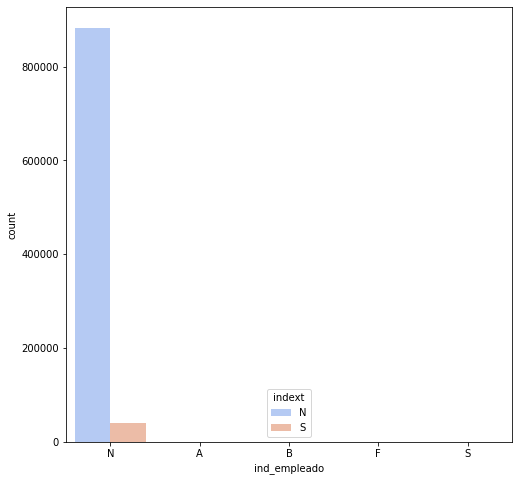 800000
600000
400000
200000
0
count
indext
N
S
N A B F S
ind_empleado